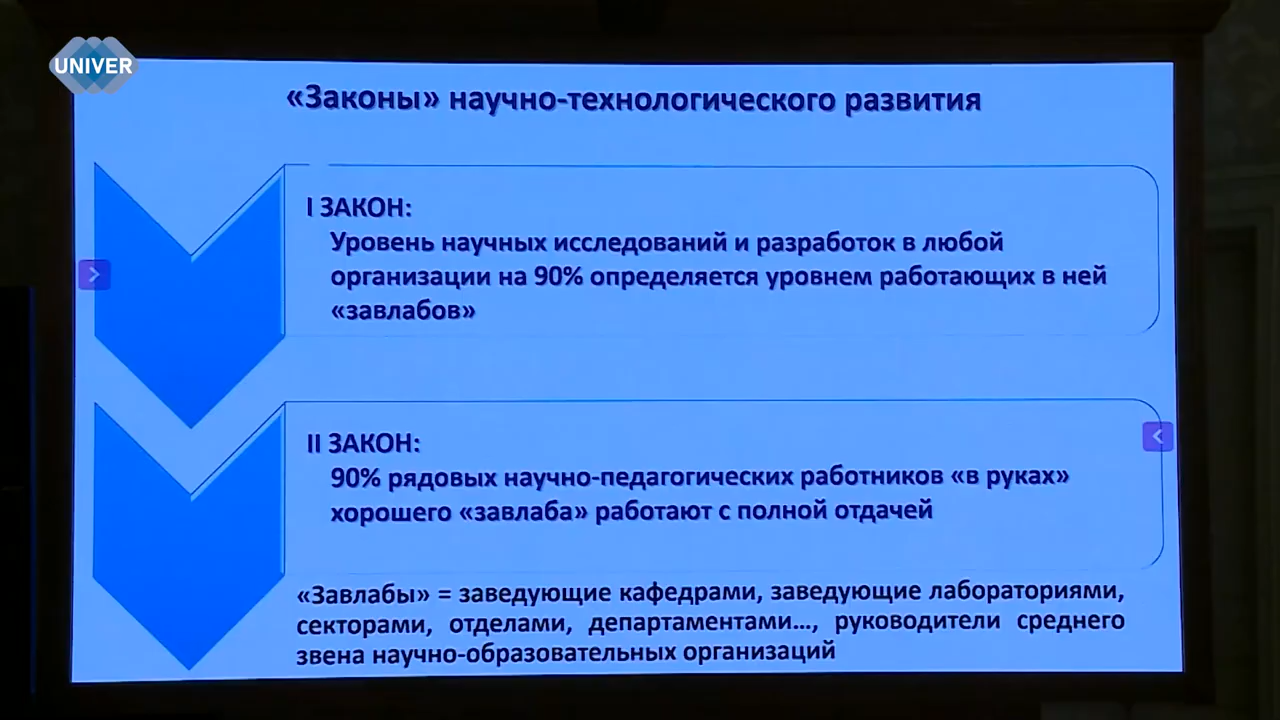 UNIVER
«Законы» научно-технологического развития
I ЗАКОН:
Уровень научных исследований и разработок в любой
организации на 90% определяется уровнем работающих в ней
«завлабов»
II ЗАКОН:
90% рядовых научно-педагогических работников «в руках»
хорошего «завлаба» работают с полной отдачей
«Завлабы» = заведующие кафедрами, заведующие лабораториями,
секторами, отделами, департаментами..., руководители среднего
звена научно-образовательных организаций